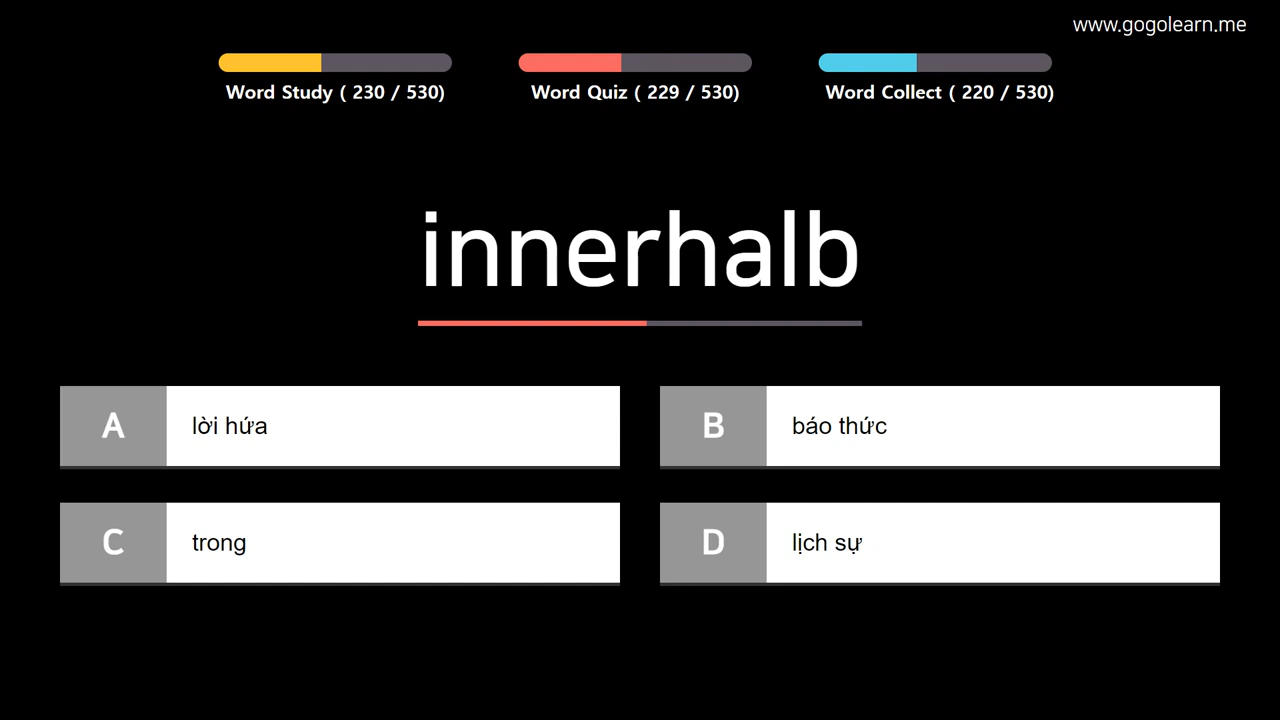 www.gogolearn.me
Word Study ( 230 / 530)
Word Quiz ( 229 / 530)
Word Collect ( 220 / 530)
innerhalb
A lời hứa
B báo thức
C trong
D lịch sự